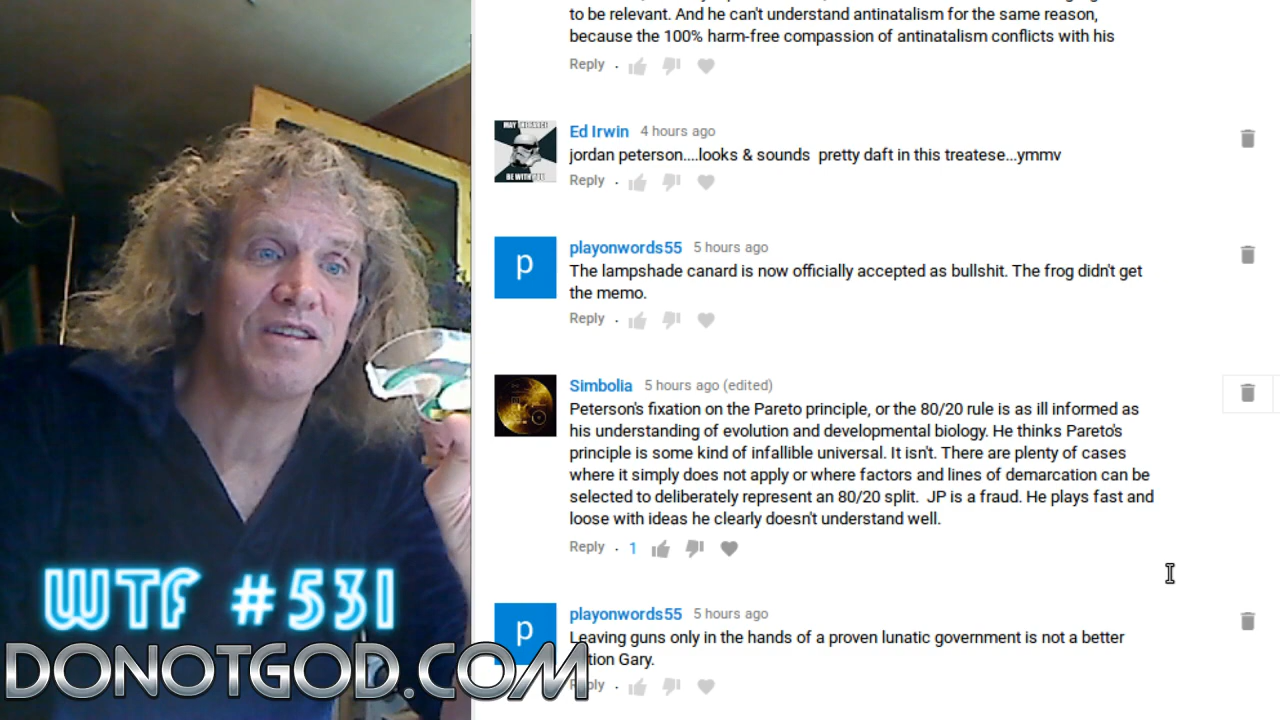 to be relevant. And he can't understand antinatalism for the same reason,
because the 100% harm-free compassion of antinatalism conflicts with his
Reply
MAY THE FORCE
BE WITH YOU
Ed Irwin 4 hours ago
jordan peterson....looks & sounds pretty daft in this treatese...ymmv
Reply
p
playonwords55 5 hours ago
The lampshade canard is now officially accepted as bullshit. The frog didn't get
the memo.
Reply
Simbolia 5 hours ago (edited)
Peterson's fixation on the Pareto principle, or the 80/20 rule is as ill informed as
his understanding of evolution and developmental biology. He thinks Pareto's
principle is some kind of infallible universal. It isn't. There are plenty of cases
where it simply does not apply or where factors and lines of demarcation can be
selected to deliberately represent an 80/20 split. JP is a fraud. He plays fast and
loose with ideas he clearly doesn't understand well.
Reply · 1
p
playonwords55 5 hours ago
Leaving guns only in the hands of a proven lunatic government is not a better
Gary.
WTF #531
DONOTGOD.COM